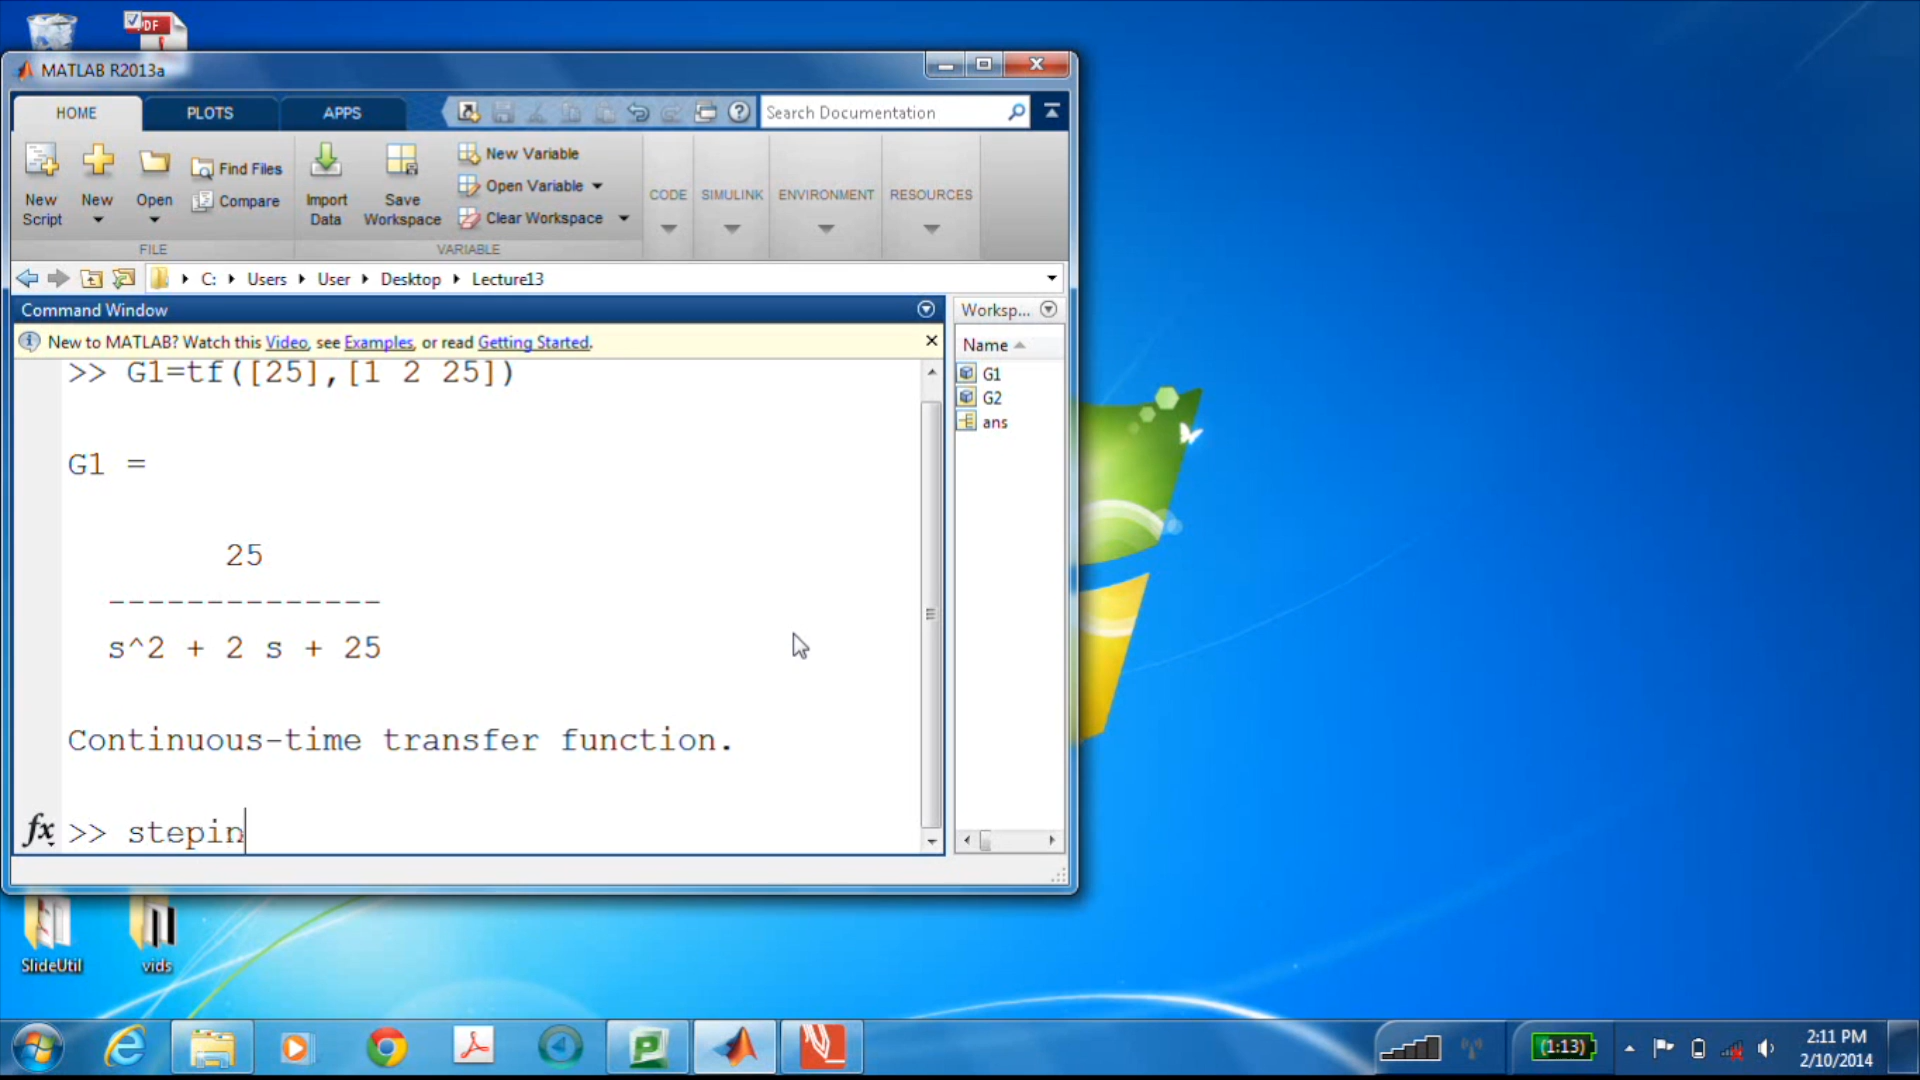 PDF
MATLAB R2013a
HOME
PLOTS
APPS
Search Documentation
New Script
New
Open
Find Files
Compare
Import Data
Save Workspace
New Variable
Open Variable
Clear Workspace
CODE
SIMULINK
ENVIRONMENT
RESOURCES
FILE
VARIABLE
C:
Users
User
Desktop
Lecture13
Command Window
Worksp...
New to MATLAB? Watch this Video, see Examples, or read Getting Started.
Name
>> G1=tf([25],[1 2 25])
G1
G2
ans
G1 =
25
--------------
s^2 + 2 s + 25
Continuous-time transfer function.
fx >> stepin
SlideUtil
vids
(1:13)
2:11 PM
2/10/2014